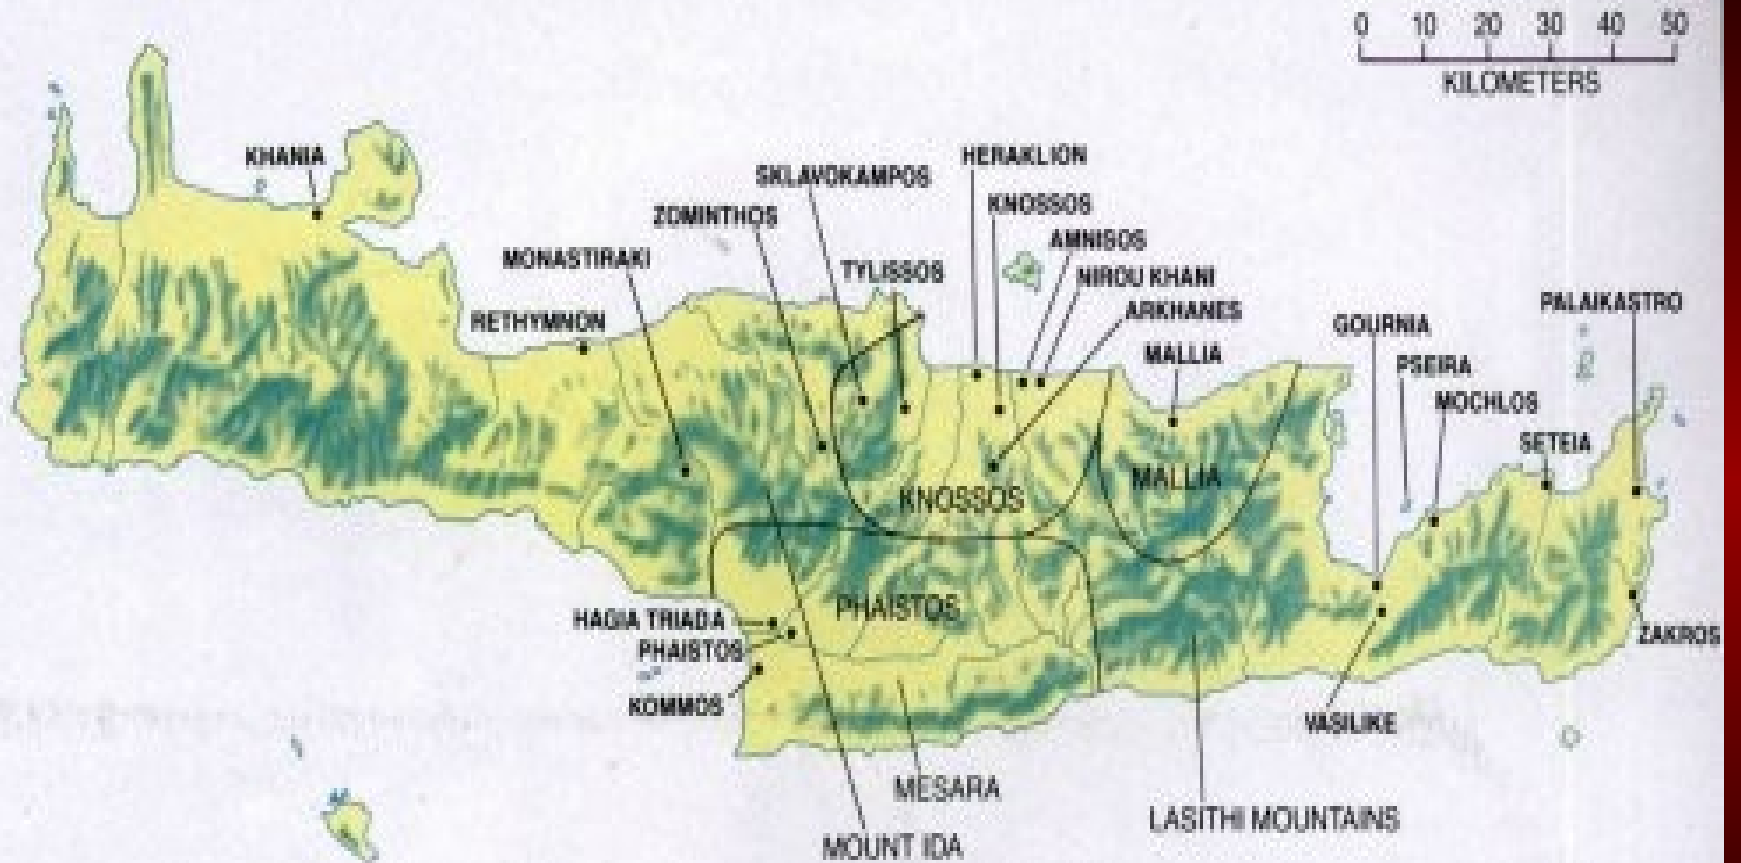 0 10 20 30 40 50
KILOMETERS
KHANIA
HERAKLION
SKLAVOKAMPOS
KNOSSOS
ZOMINTHOS
AMNISOS
MONASTIRAKI
TYLISSOS
NIROU KHANI
ARKHANES
PALAIKASTRO
RETHYMNON
GOURNIA
MALLIA
PSEIRA
MOCHLOS
SETEIA
MALLIA
KNOSSOS
PHAISTOS
HAGIA TRIADA
PHAISTOS
ZAKROS
KOMMOS
VASILIKE
MESARA
LASITHI MOUNTAINS
MOUNT IDA